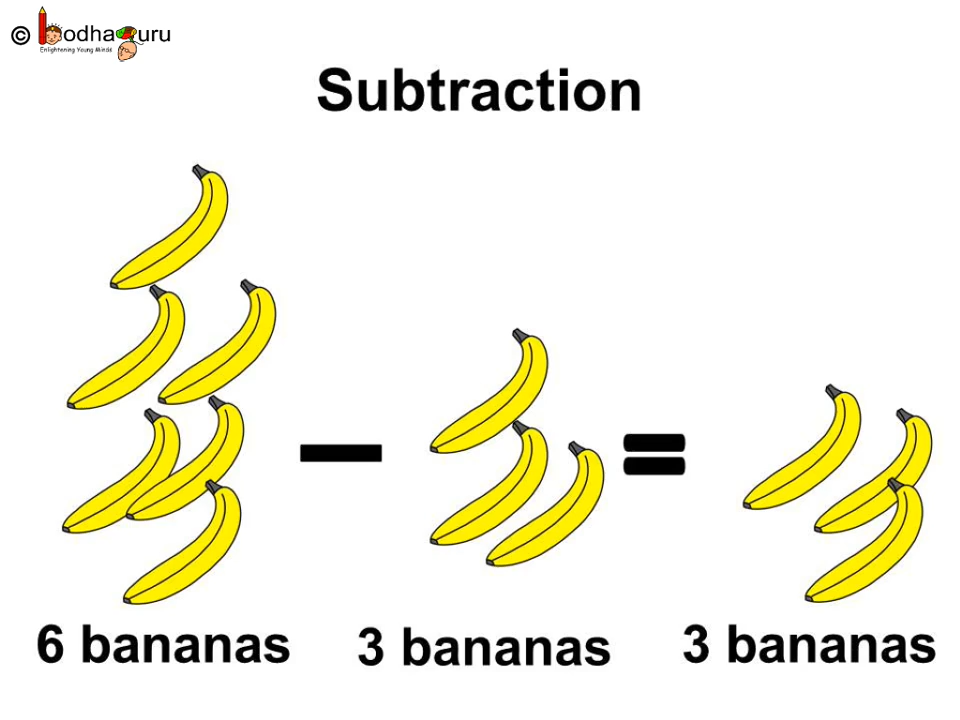 © BodhaGuru
Enlightening Young Minds
Subtraction
6 bananas
3 bananas
3 bananas